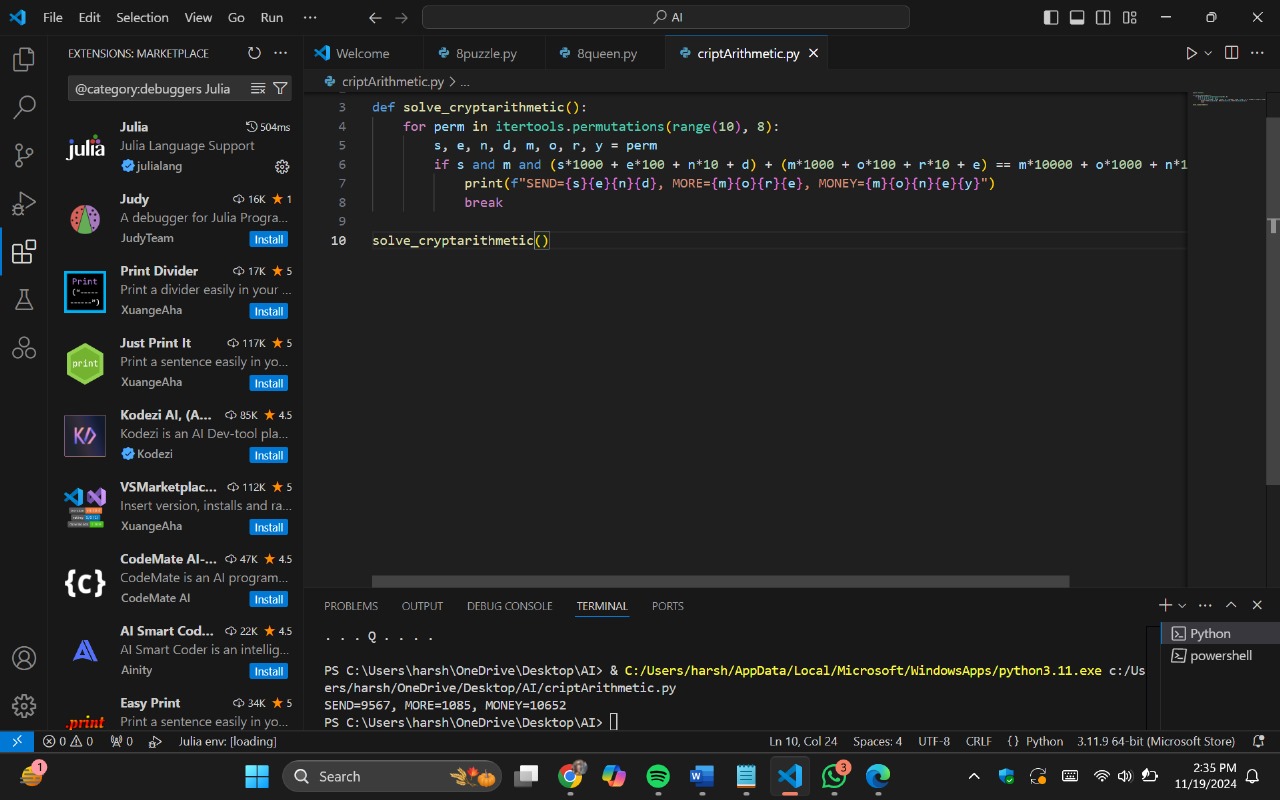 File Edit Selection View Go Run ···
AI
EXTENSIONS: MARKETPLACE
@category:debuggers Julia
Julia 504ms
Julia Language Support
julialang
julia
Judy 16K 1
A debugger for Julia Progra...
JudyTeam Install
Print Divider 17K 5
Print a divider easily in your ...
XuangeAha Install
Print
("-----
----------")
Just Print It 117K 5
Print a sentence easily in yo...
XuangeAha Install
print
Kodezi AI, (A... 85K 4.5
Kodezi is an AI Dev-tool pla...
Kodezi Install
K/>
VSMarketplac... 112K 5
Insert version, installs and ra...
XuangeAha Install
CodeMate AI-... 47K 4.5
CodeMate is an AI program...
CodeMate AI Install
{c}
AI Smart Cod... 22K 4.5
AI Smart Coder is an intellig...
Ainity Install
Easy Print 34K 5
Print a sentence easily in yo...
.print
Welcome 8puzzle.py 8queen.py criptArithmetic.py
criptArithmetic.py > ...
3 def solve_cryptarithmetic():
4 for perm in itertools.permutations(range(10), 8):
5 s, e, n, d, m, o, r, y = perm
6 if s and m and (s*1000 + e*100 + n*10 + d) + (m*1000 + o*100 + r*10 + e) == m*10000 + o*1000 + n*1
7 print(f"SEND={s}{e}{n}{d}, MORE={m}{o}{r}{e}, MONEY={m}{o}{n}{e}{y}")
8 break
9
10 solve_cryptarithmetic()
PROBLEMS OUTPUT DEBUG CONSOLE TERMINAL PORTS
. . . Q . . . .
PS C:\Users\harsh\OneDrive\Desktop\AI> & C:/Users/harsh/AppData/Local/Microsoft/WindowsApps/python3.11.exe c:/Us
ers/harsh/OneDrive/Desktop/AI/criptArithmetic.py
SEND=9567, MORE=1085, MONEY=10652
PS C:\Users\harsh\OneDrive\Desktop\AI>
Python
powershell
0 0 0 Julia env: [loading] Ln 10, Col 24 Spaces: 4 UTF-8 CRLF {} Python 3.11.9 64-bit (Microsoft Store)
1 Search 3 2:35 PM
11/19/2024